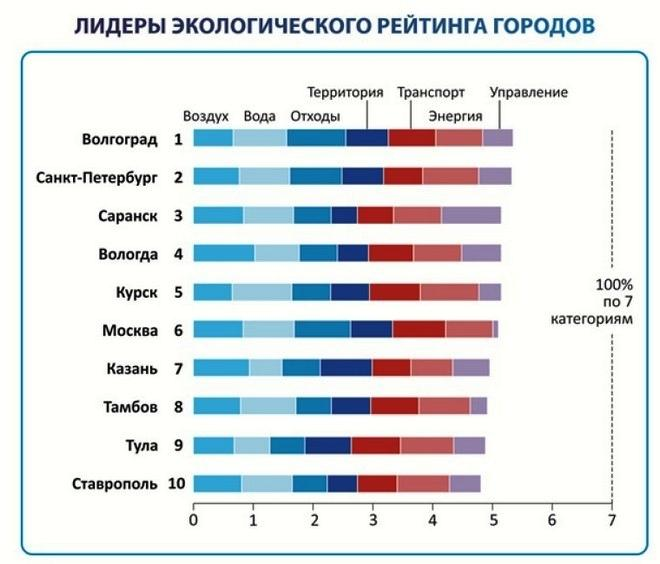 ЛИДЕРЫ ЭКОЛОГИЧЕСКОГО РЕЙТИНГА ГОРОДОВ
Территория Транспорт Управление
Воздух Вода Отходы Энергия
Волгоград 1
Санкт-Петербург 2
Саранск 3
Вологда 4
Курск 5
Москва 6
Казань 7
Тамбов 8
Тула 9
Ставрополь 10
100%
по 7
категориям
0 1 2 3 4 5 6 7